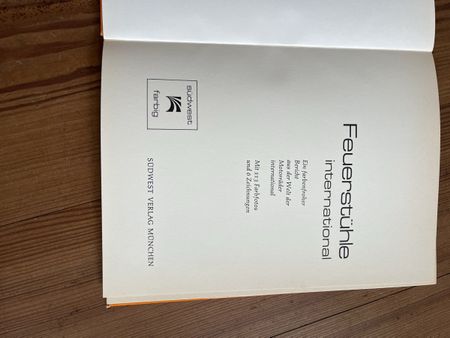 Feuerstühle
international
Ein farbenfroher
Bericht
aus der Welt der
Motorräder
international
Mit 113 Farbfotos
und 6 Zeichnungen
südwest
farbig
SÜDWEST VERLAG MÜNCHEN